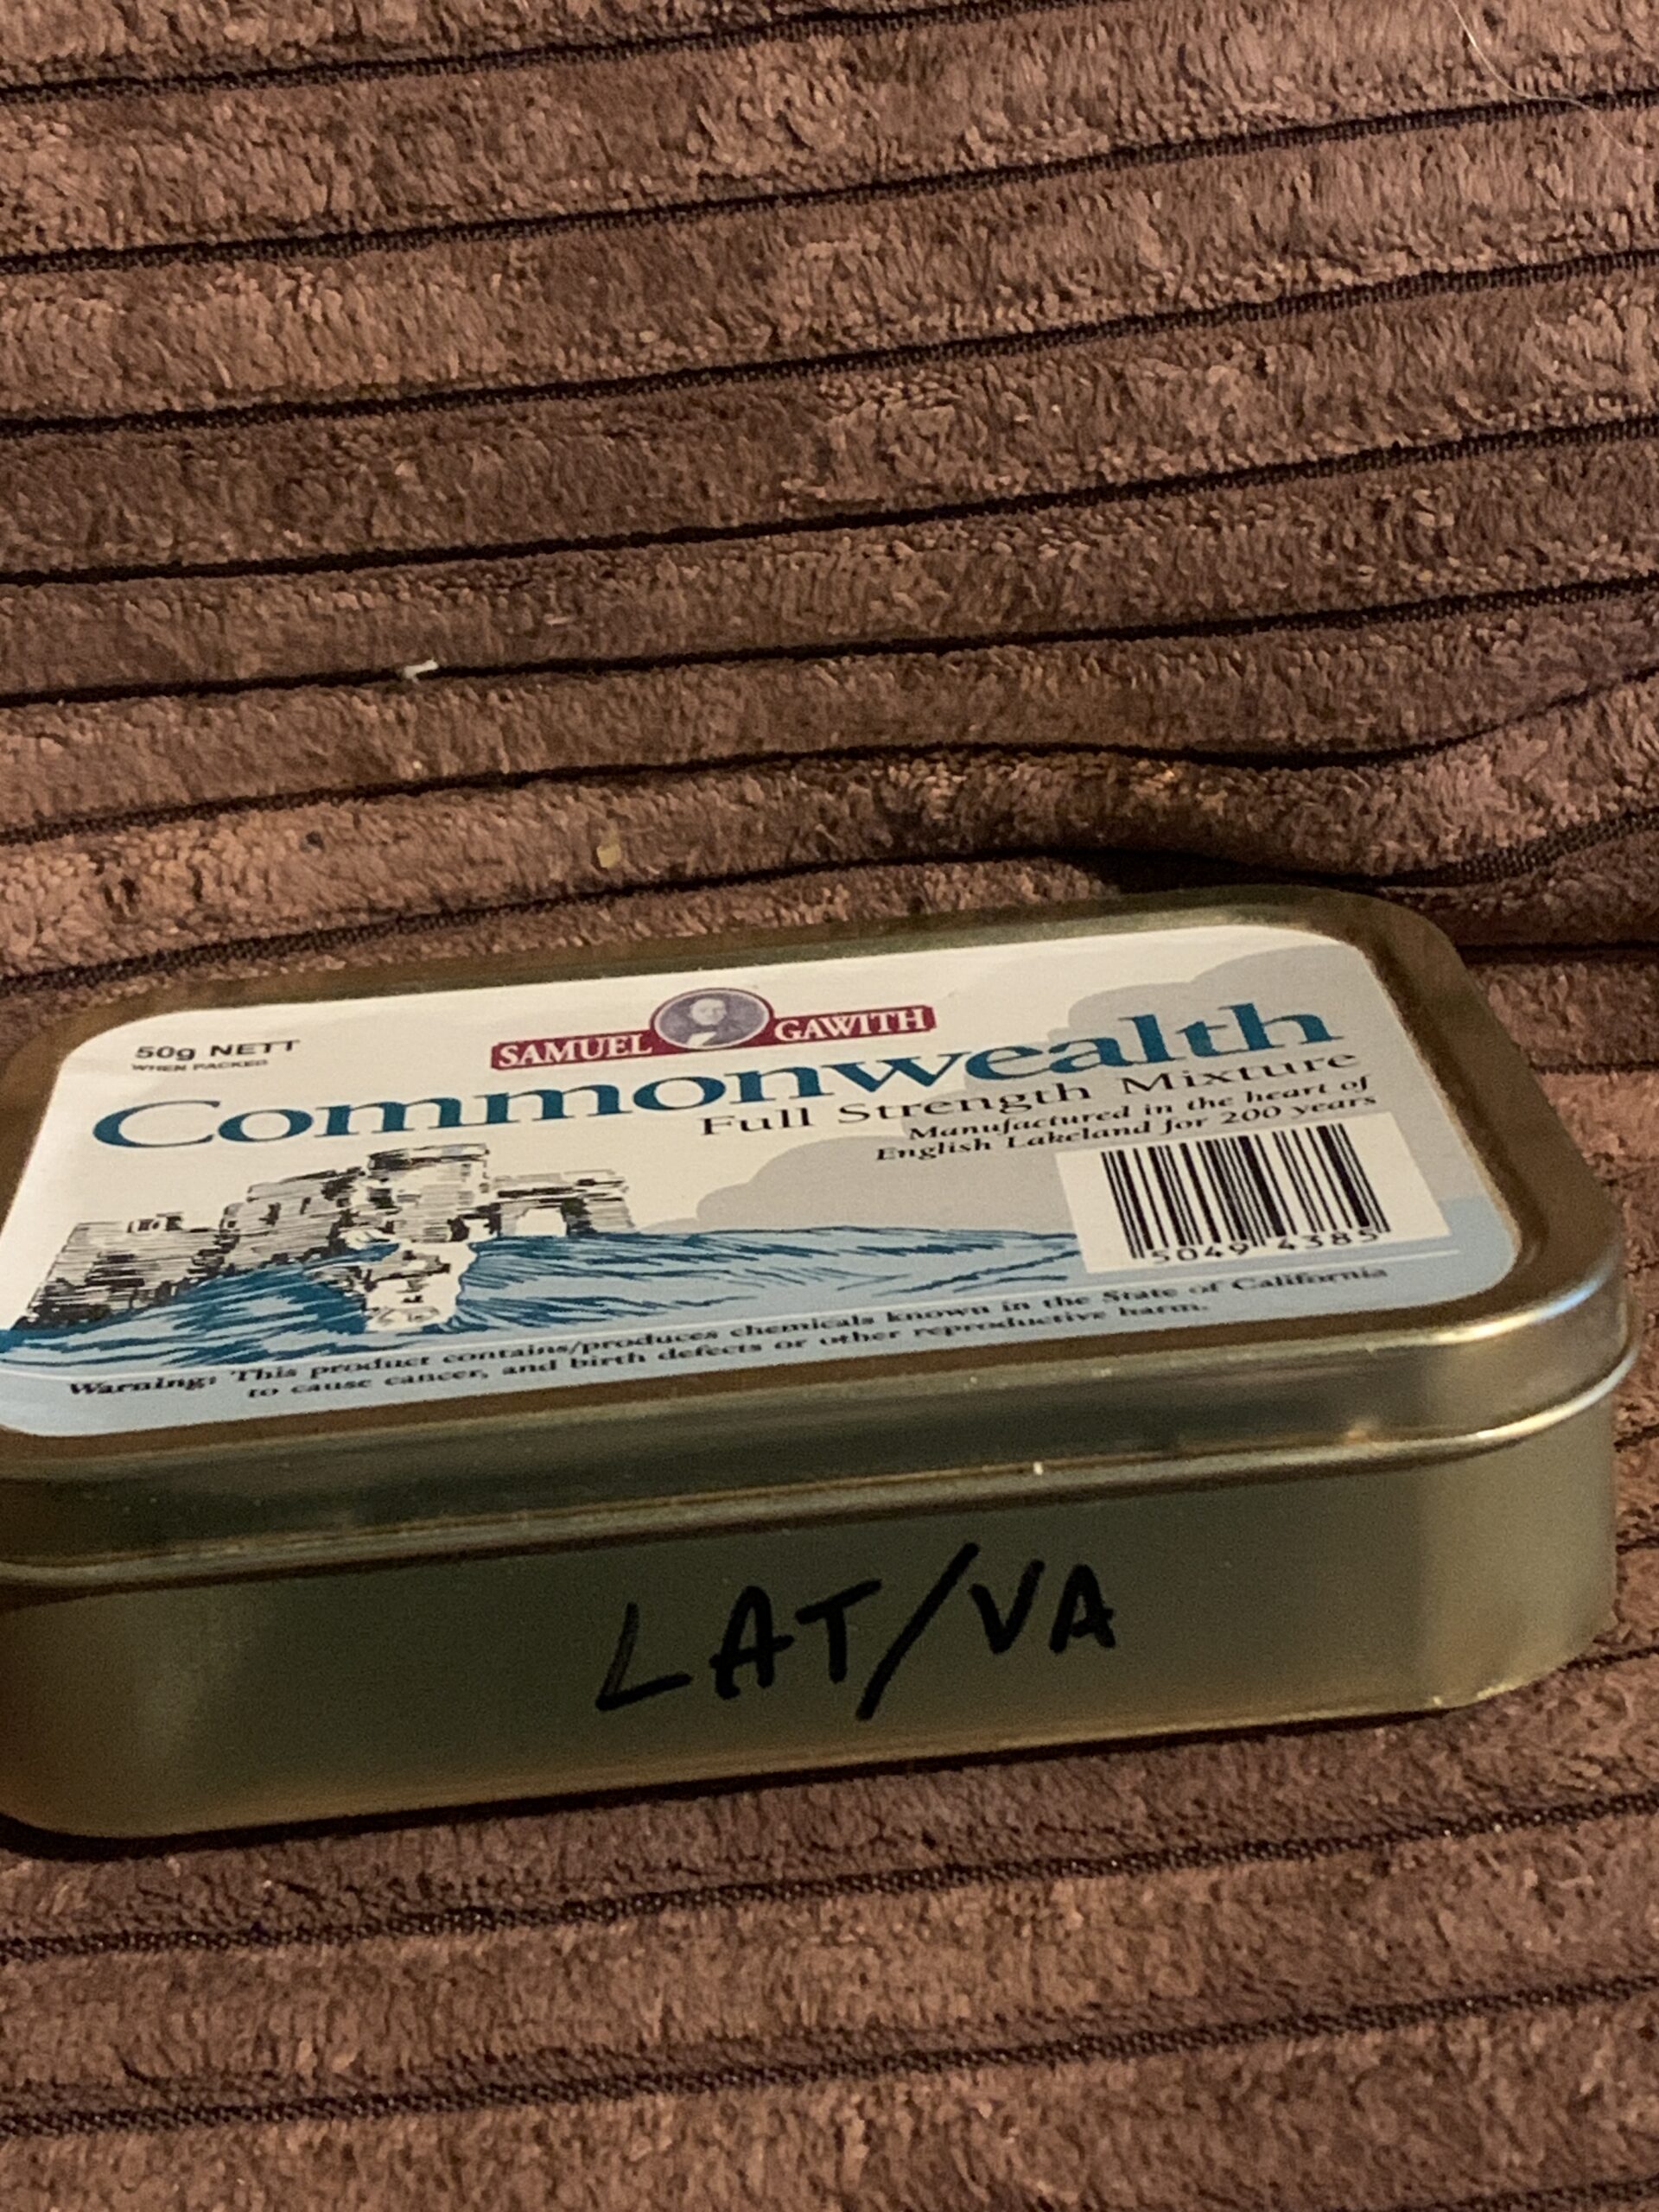 50g NETT
WHEN PACKED
SAMUEL GAWITH
Commonwealth
Full Strength Mixture
Manufactured in the heart of
English Lakeland for 200 years
5049 4385
Warning: This product contains/produces chemicals known in the State of California
to cause cancer, and birth defects or other reproductive harm.
LAT/VA